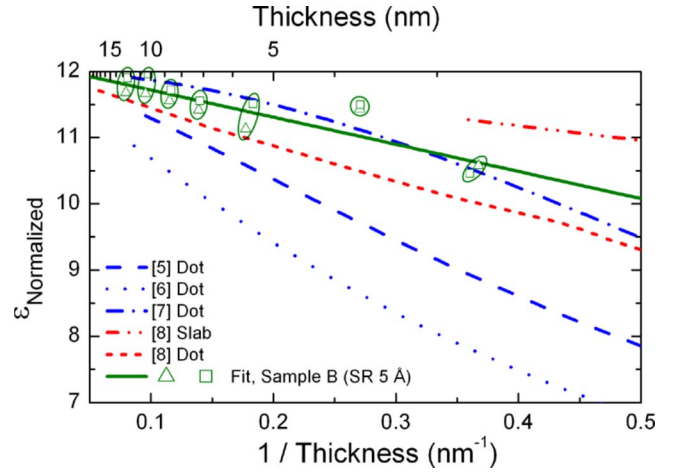 Thickness (nm)
15 10 5
12
11
10
9
8
7
ε Normalized
[5] Dot
[6] Dot
[7] Dot
[8] Slab
[8] Dot
Fit, Sample B (SR 5 Å)
0.1 0.2 0.3 0.4 0.5
1 / Thickness (nm⁻¹)